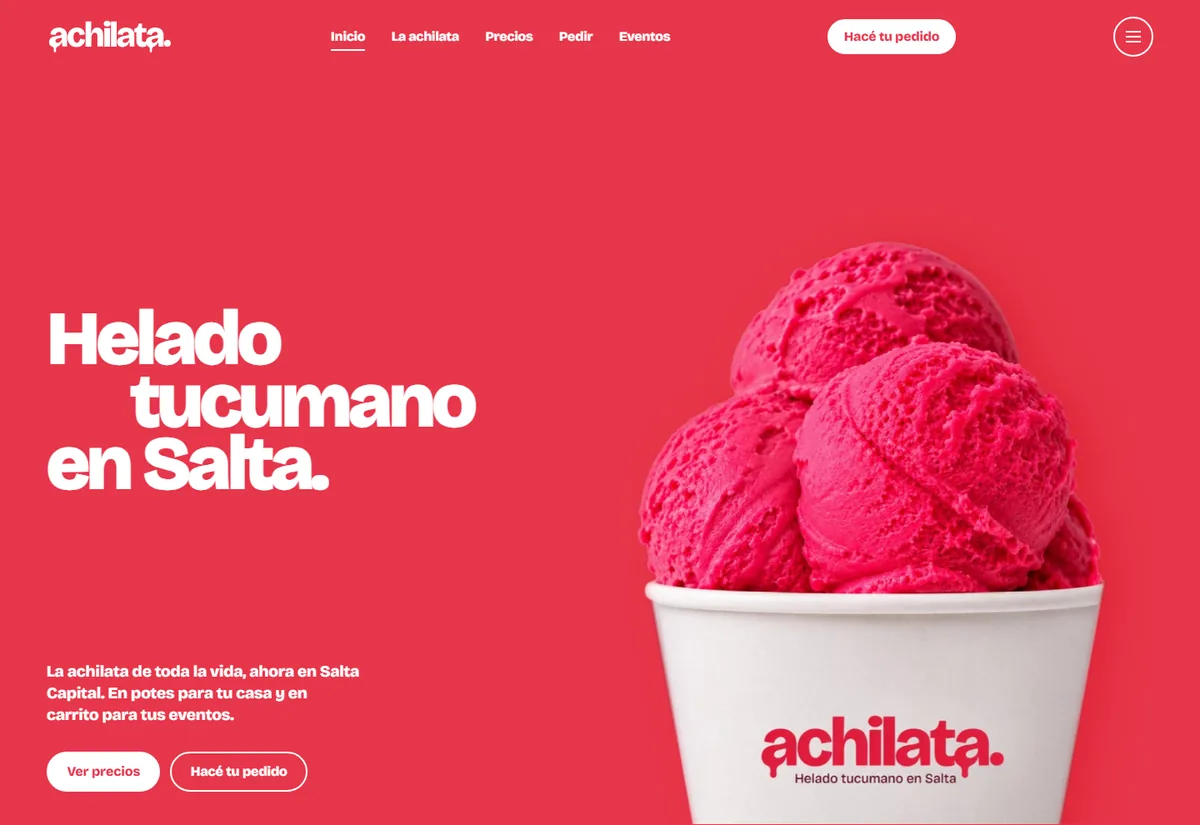 achilata.
Inicio
La achilata
Precios
Pedir
Eventos
Hacé tu pedido
Helado
tucumano
en Salta.
La achilata de toda la vida, ahora en Salta
Capital. En potes para tu casa y en
carrito para tus eventos.
Ver precios
Hacé tu pedido
achilata.
Helado tucumano en Salta